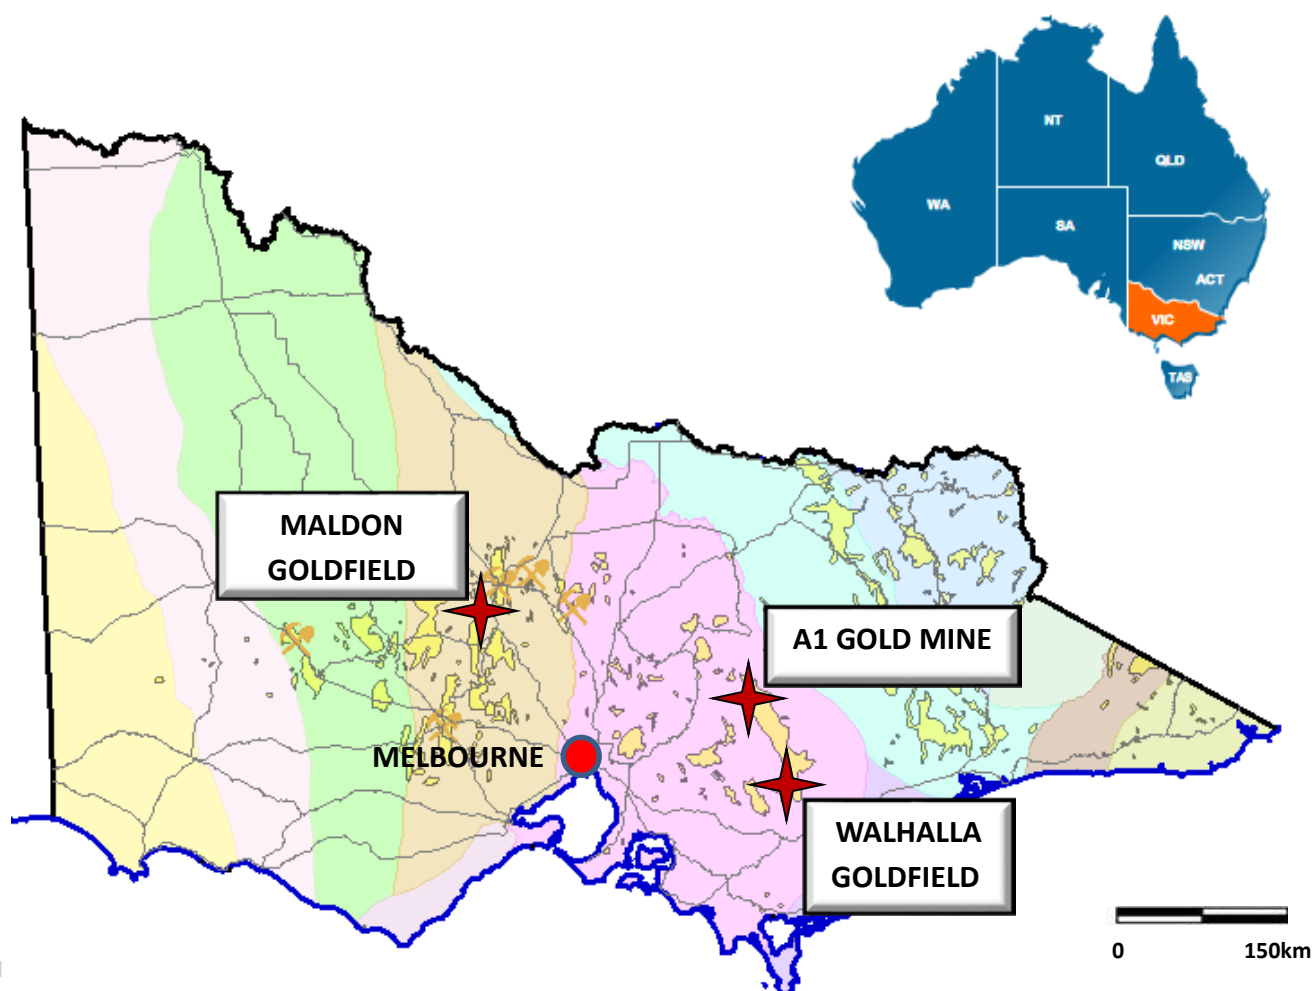 NT
QLD
WA
SA
NSW
ACT
VIC
TAS
MALDON
GOLDFIELD
A1 GOLD MINE
MELBOURNE
WALHALLA
GOLDFIELD
0 150km